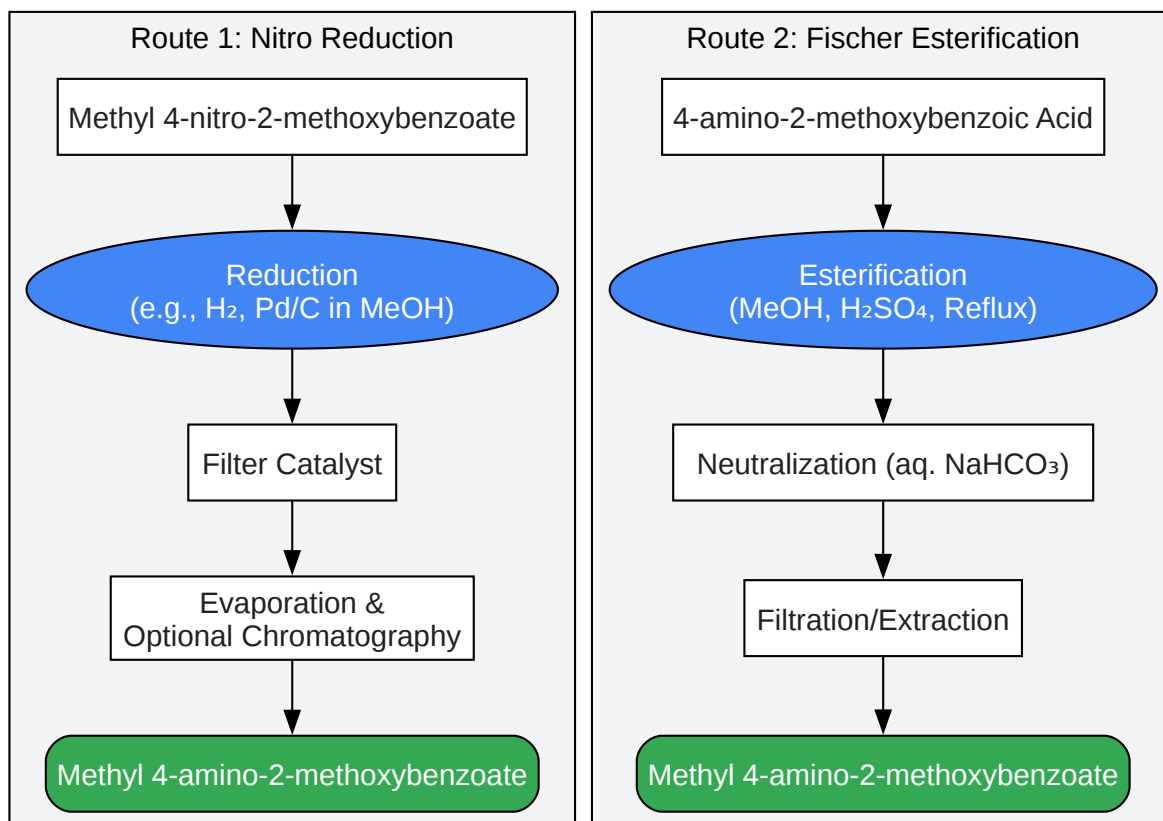 Route 1: Nitro Reduction
Methyl 4-nitro-2-methoxybenzoate
Reduction
(e.g., H₂, Pd/C in MeOH)
Filter Catalyst
Evaporation &
Optional Chromatography
Methyl 4-amino-2-methoxybenzoate
Route 2: Fischer Esterification
4-amino-2-methoxybenzoic Acid
Esterification
(MeOH, H₂SO₄, Reflux)
Neutralization (aq. NaHCO₃)
Filtration/Extraction
Methyl 4-amino-2-methoxybenzoate